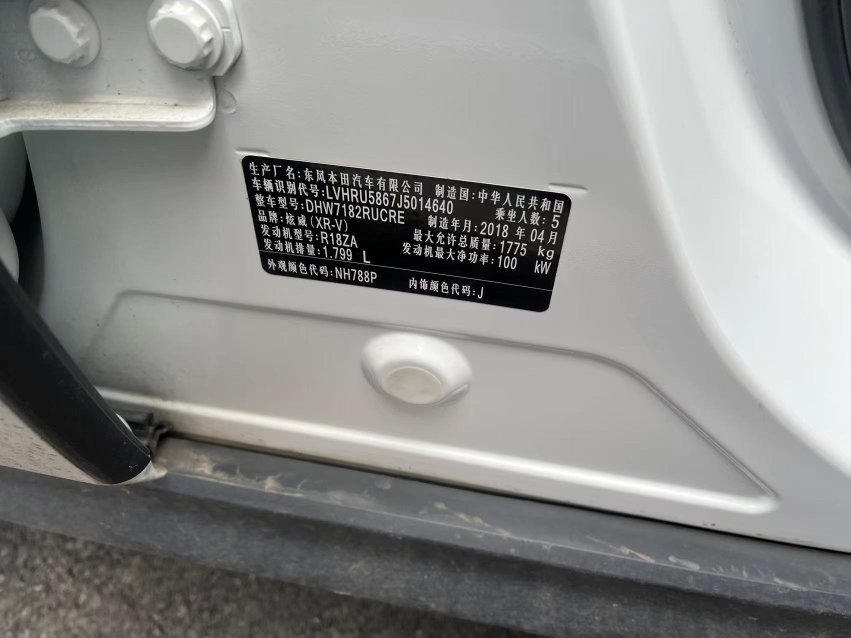 生产厂名:东风本田汽车有限公司 制造国:中华人民共和国
车辆识别代号:LVHRU5867J5014640 乘坐人数:5
整车型号:DHW7182RUCRE 制造年月:2018 年 04 月
品牌:炫威(XR-V) 最大允许总质量:1775 kg
发动机型号:R18ZA 发动机最大净功率:100 kW
发动机排量:1.799 L
外观颜色代码:NH788P 内饰颜色代码:J